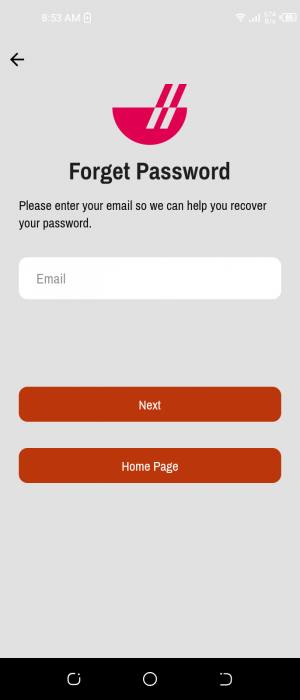 8:53 AM
Forget Password
Please enter your email so we can help you recover
your password.
Email
Next
Home Page